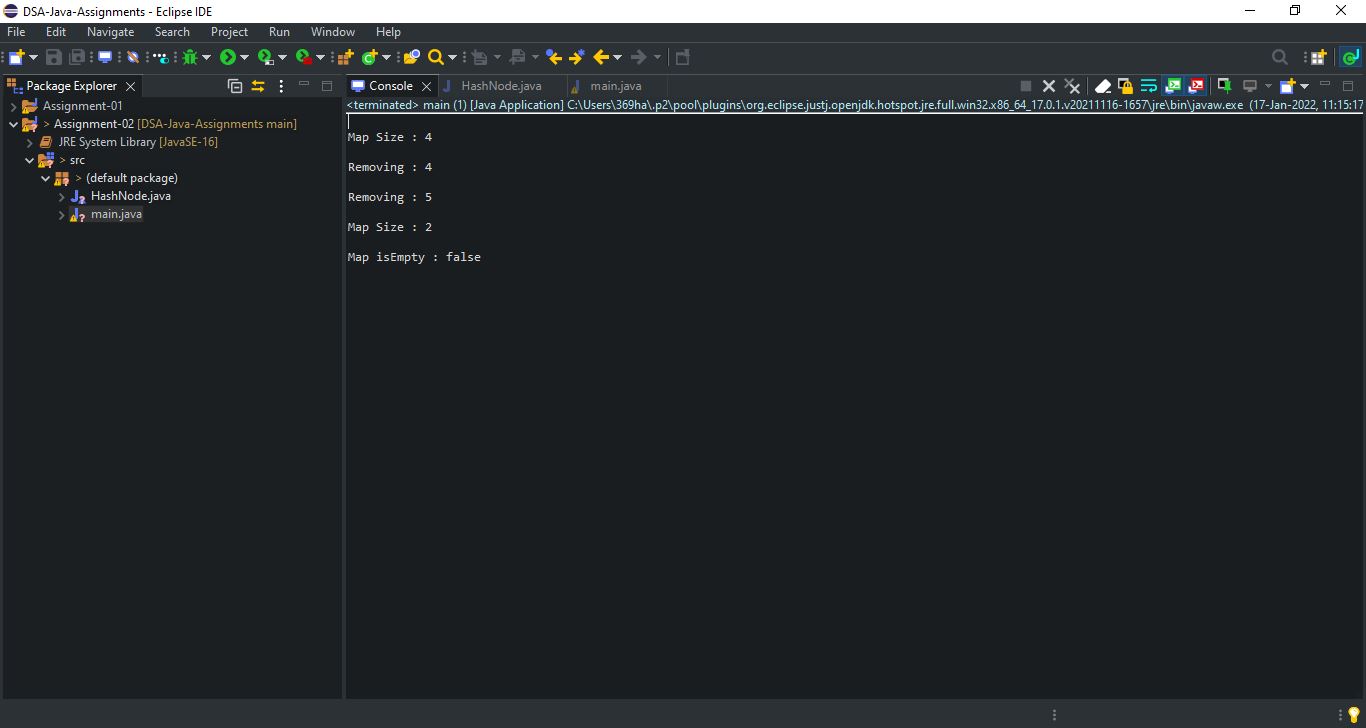 DSA-Java-Assignments - Eclipse IDE
File Edit Navigate Search Project Run Window Help
Package Explorer
Assignment-01
> Assignment-02 [DSA-Java-Assignments main]
JRE System Library [JavaSE-16]
> src
> (default package)
HashNode.java
main.java
Console HashNode.java main.java
<terminated> main (1) [Java Application] C:\Users\369ha\.p2\pool\plugins\org.eclipse.justj.openjdk.hotspot.jre.full.win32.x86_64_17.0.1.v20211116-1657\jre\bin\javaw.exe (17-Jan-2022, 11:15:17
Map Size : 4
Removing : 4
Removing : 5
Map Size : 2
Map isEmpty : false